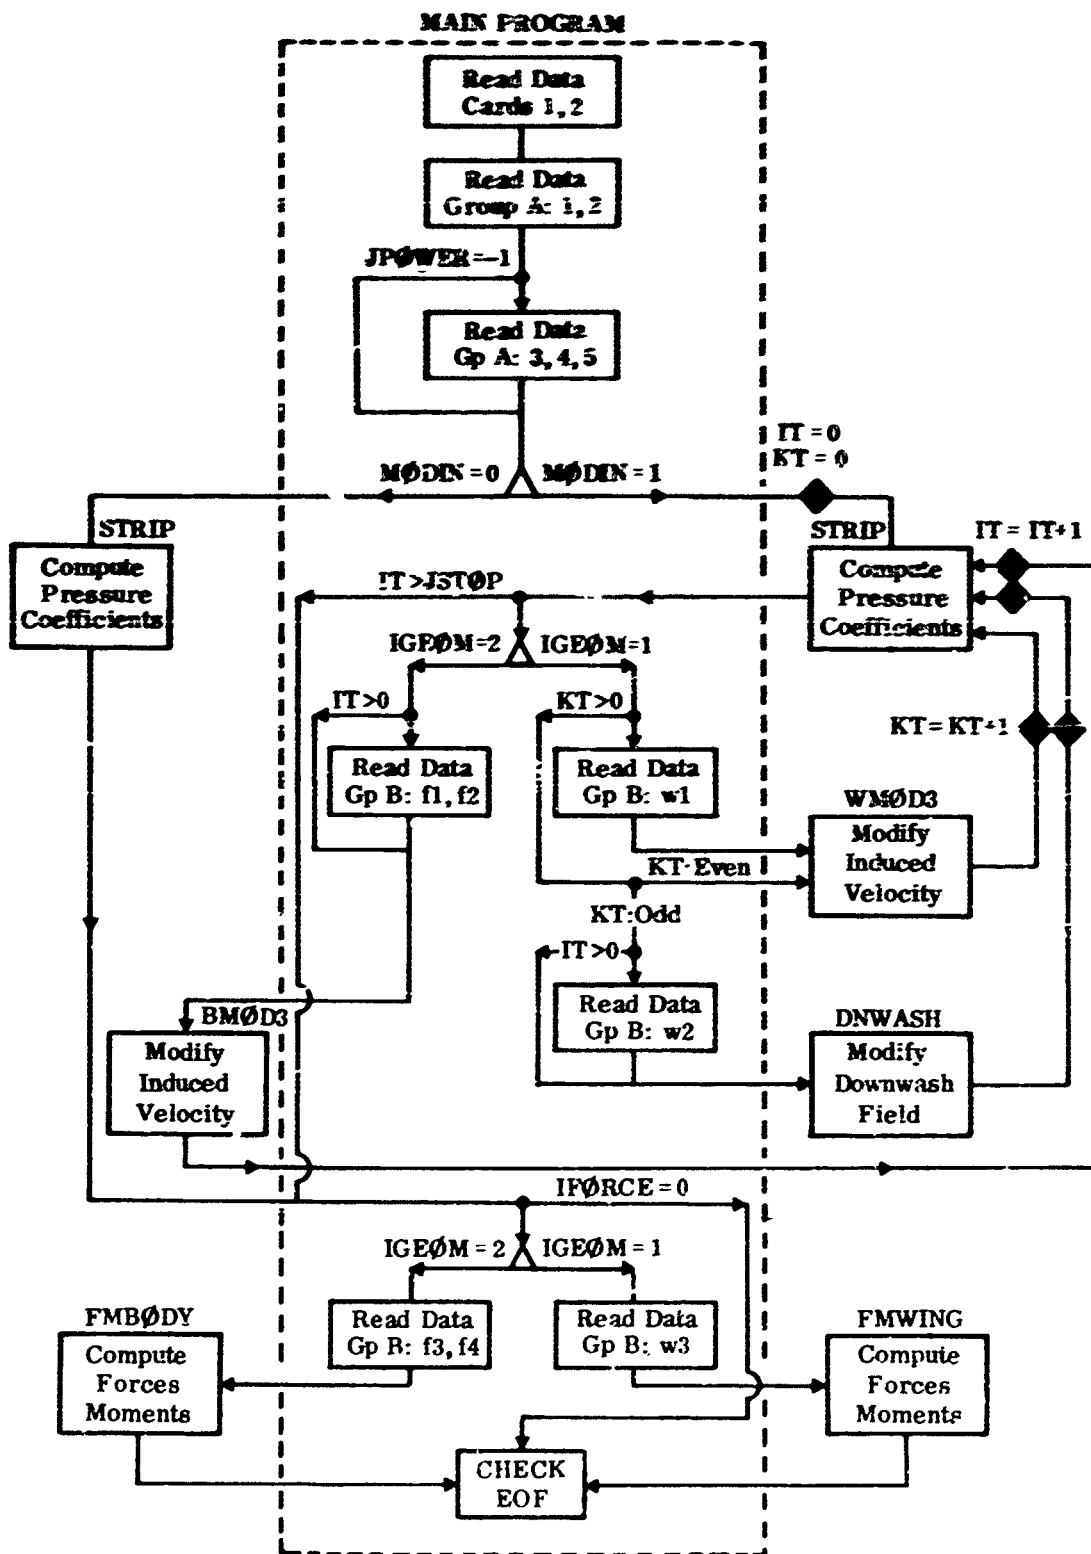 MAIN PROGRAM
Read Data
Cards 1, 2
Read Data
Group A: 1, 2
JPØWER=-1
Read Data
Gp A: 3, 4, 5
IT = 0
KT = 0
MØDIN=0
MØDIN=1
STRIP
Compute
Pressure
Coefficients
STRIP
Compute
Pressure
Coefficients
IT = IT+1
IT>JSTØP
IGEØM=2
IGEØM=1
IT>0
KT>0
KT=KT+1
Read Data
Gp B: f1, f2
Read Data
Gp B: w1
WMØD3
Modify
Induced
Velocity
KT-Even
KT:Odd
IT>0
Read Data
Gp B: w2
BMØD3
Modify
Induced
Velocity
DNWASH
Modify
Downwash
Field
IFØRCE=0
IGEØM=2
IGEØM=1
Read Data
Gp B: f3, f4
Read Data
Gp B: w3
FMBØDY
Compute
Forces
Moments
FMWING
Compute
Forces
Moments
CHECK
EOF